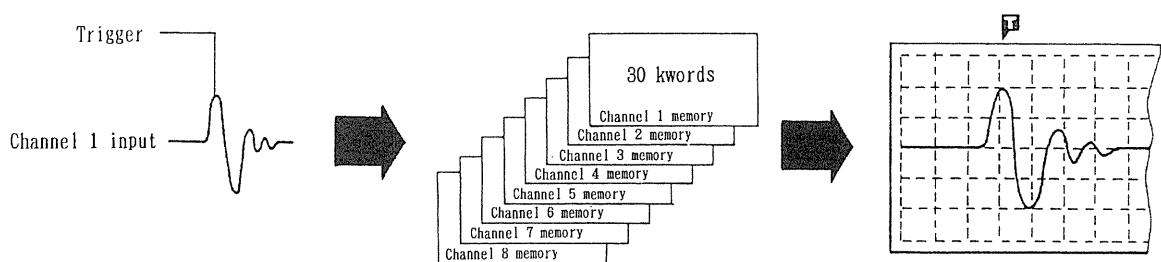 Trigger
Channel 1 input
30 kwords
Channel 1 memory
Channel 2 memory
Channel 3 memory
Channel 4 memory
Channel 5 memory
Channel 6 memory
Channel 7 memory
Channel 8 memory
T